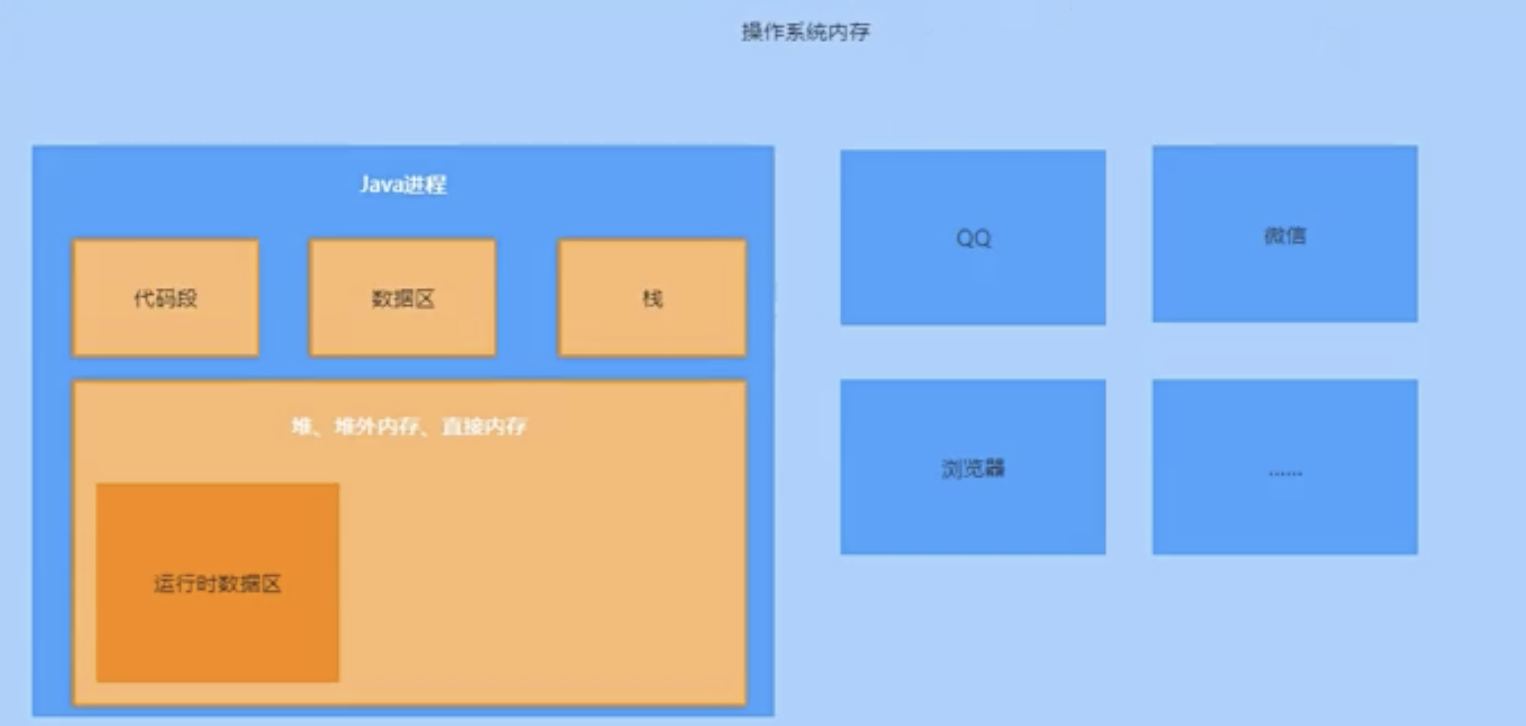 操作系统内存
Java进程
代码段
数据区
栈
堆、堆外内存、直接内存
运行时数据区
QQ
微信
浏览器
......